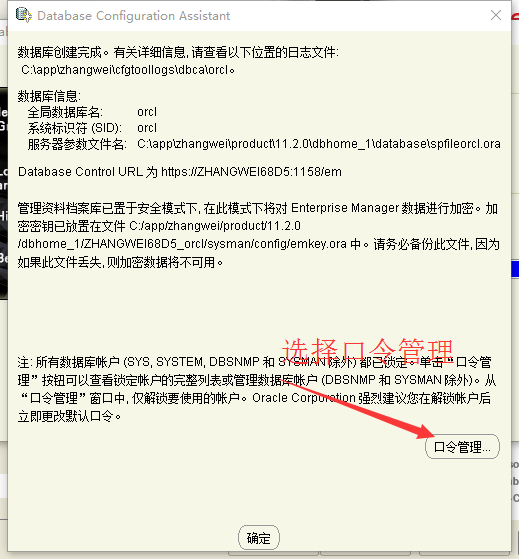 Database Configuration Assistant
数据库创建完成。有关详细信息,请查看以下位置的日志文件:
C:\app\zhangwei\cfgtoollogs\dbca\orcl。
数据库信息:
全局数据库名: orcl
系统标识符 (SID): orcl
服务器参数文件名: C:\app\zhangwei\product\11.2.0\dbhome_1\database\spfileorcl.ora
Database Control URL 为 https://ZHANGWEI68D5:1158/em
管理资料档案库已置于安全模式下, 在此模式下将对 Enterprise Manager 数据进行加密。加
密密钥已放置在文件 C:/app/zhangwei/product/11.2.0
/dbhome_1/ZHANGWEI68D5_orcl/sysman/config/emkey.ora 中。请务必备份此文件, 因为
如果此文件丢失, 则加密数据将不可用。
选择口令管理
注: 所有数据库帐户 (SYS, SYSTEM, DBSNMP 和 SYSMAN 除外) 都已锁定。单击“口令管
理”按钮可以查看锁定帐户的完整列表或管理数据库帐户 (DBSNMP 和 SYSMAN 除外)。从
“口令管理”窗口中, 仅解锁要使用的帐户。Oracle Corporation 强烈建议您在解锁帐户后
立即更改默认口令。
口令管理...
确定